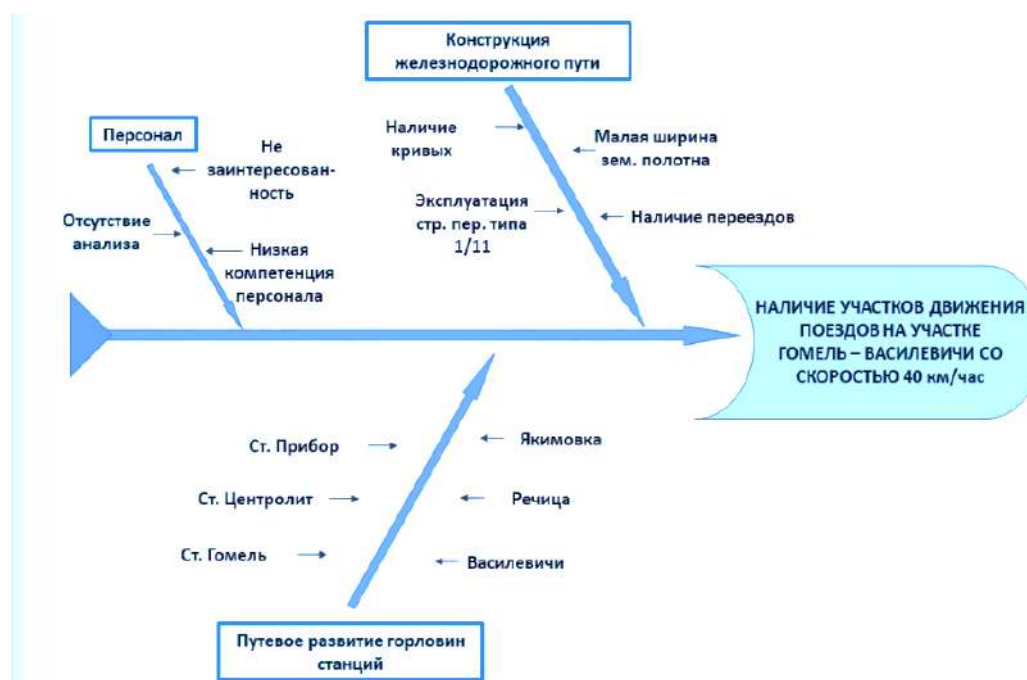 Конструкция
железнодорожного пути
Персонал
Не
заинтересован-
ность
Отсутствие
анализа
Низкая
компетенция
персонала
Наличие
кривых
Малая ширина
зем. полотна
Эксплуатация
стр. пер. типа
1/11
Наличие переездов
НАЛИЧИЕ УЧАСТКОВ ДВИЖЕНИЯ
ПОЕЗДОВ НА УЧАСТКЕ
ГОМЕЛЬ – ВАСИЛЕВИЧИ СО
СКОРОСТЬЮ 40 км/час
Ст. Прибор
Якимовка
Ст. Центролит
Речица
Ст. Гомель
Василевичи
Путевое развитие горловин
станций